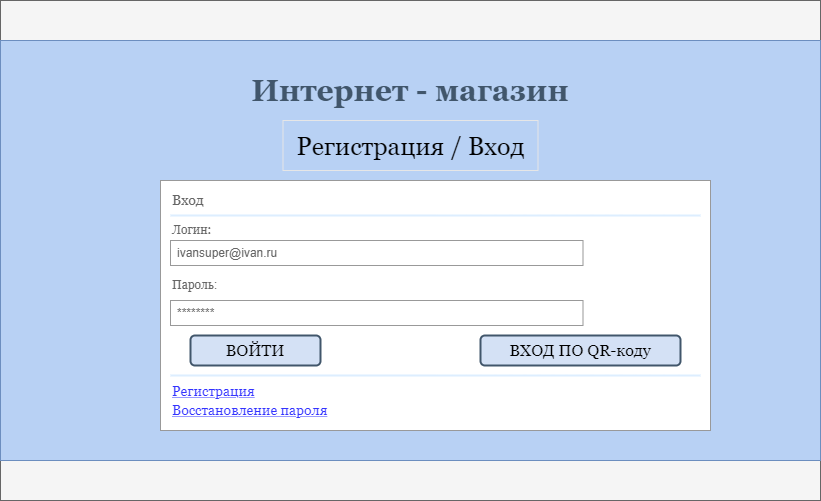 Интернет - магазин
Регистрация / Вход
Вход
Логин:
ivansuper@ivan.ru
Пароль:
********
ВОЙТИ
ВХОД ПО QR-коду
Регистрация
Восстановление пароля